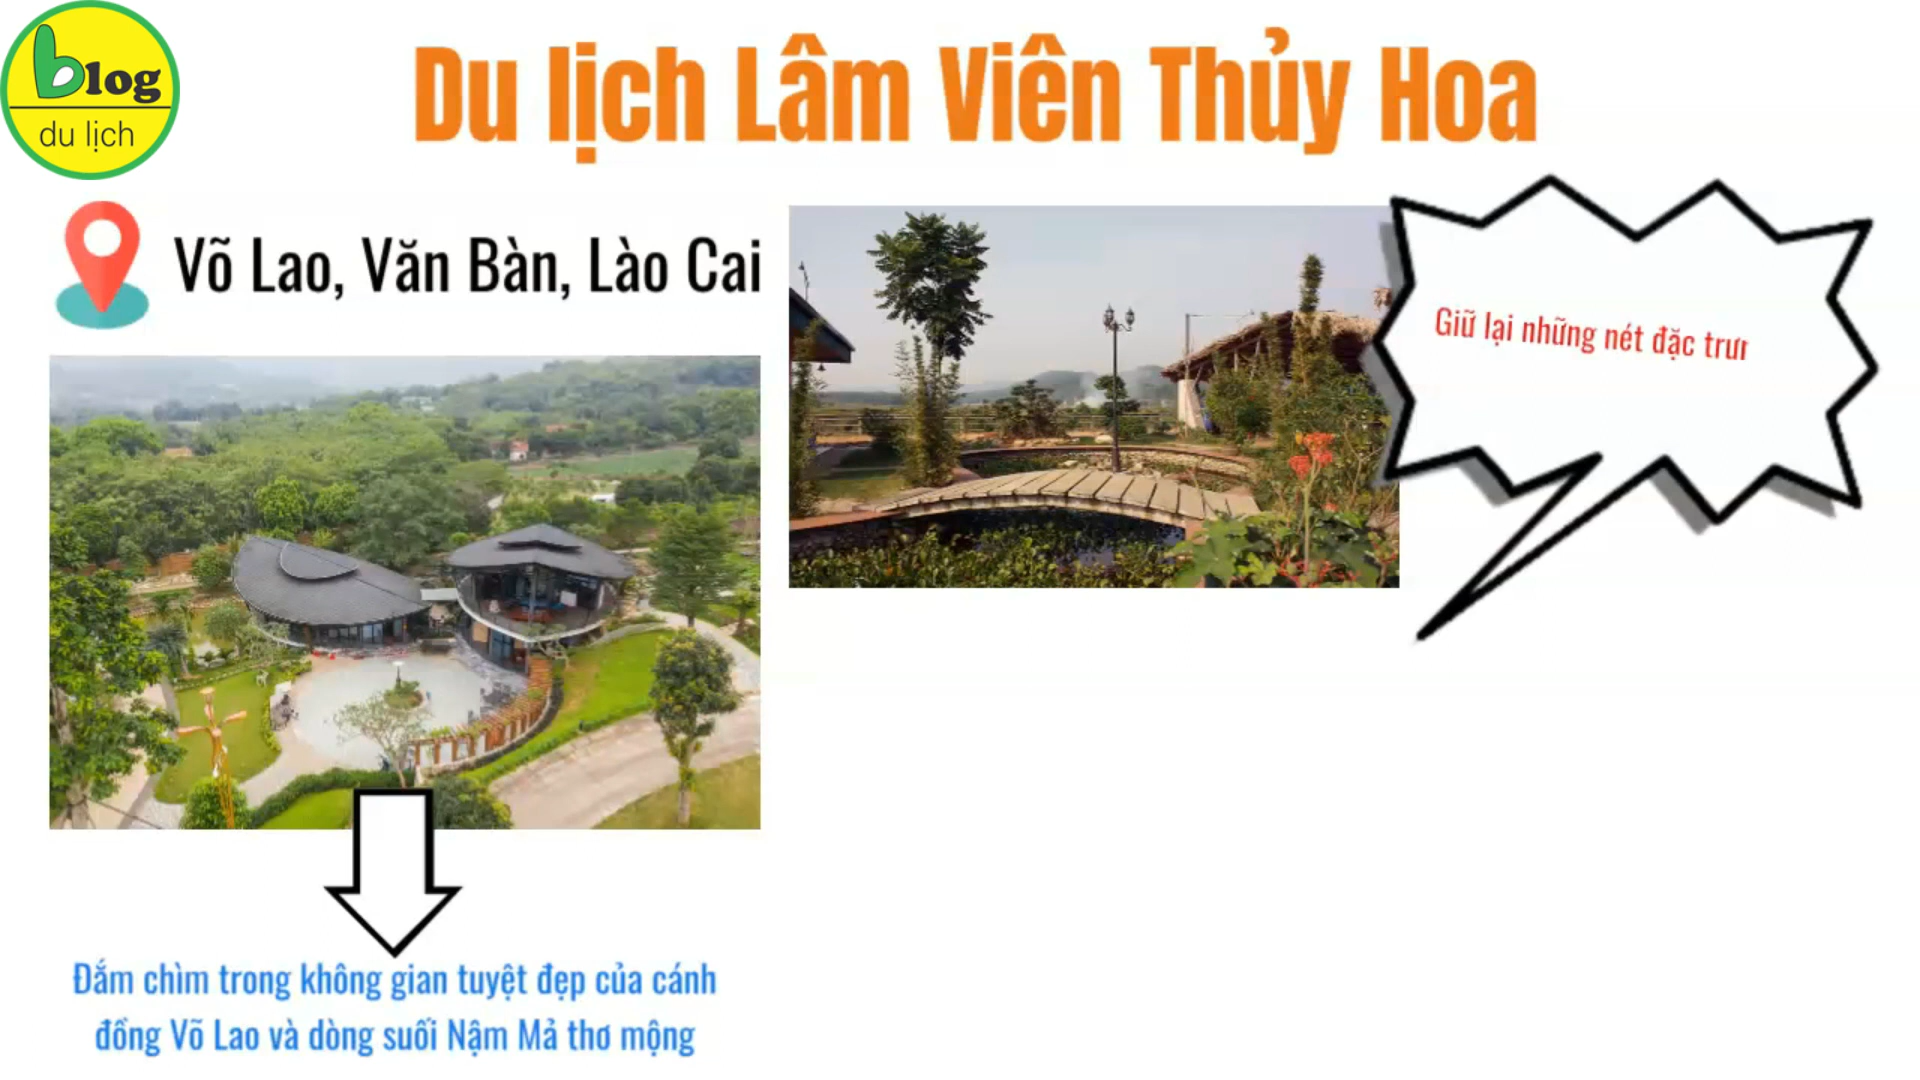 blog
du lịch
Du lịch Lâm Viên Thủy Hoa
Võ Lao, Văn Bàn, Lào Cai
Giữ lại những nét đặc
Đắm chìm trong không gian tuyệt đẹp của cánh
đồng Võ Lao và dòng suối Nậm Mả thơ mộng